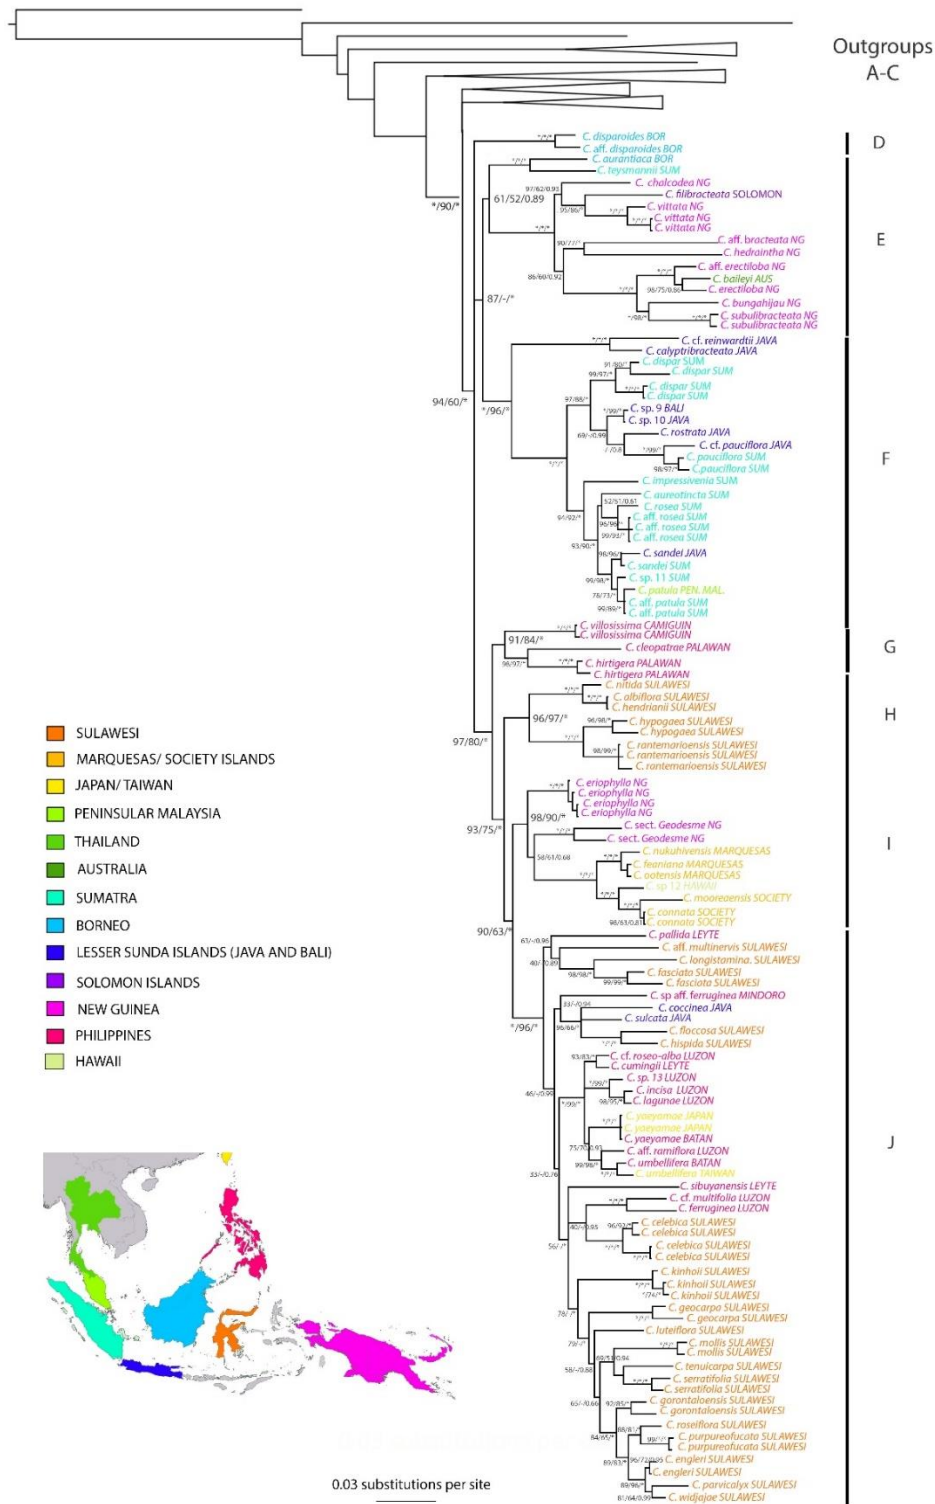 Outgroups
A-C
C. disparoides BOR
C. aff. disparoides BOR
D
C. aurantiaca BOR
C. teysmannii SUM
C. chalcodea NG
C. filibracteata SOLOMON
61/52/0.89
C. vittata NG
C. vittata NG
C. vittata NG
*/90/*
C. aff. bracteata NG
E
C. hedraintha NG
C. aff. erectiloba NG
C. baileyi AUS
C. erectiloba NG
87/-/*
C. bungahijau NG
C. subulibracteata NG
C. subulibracteata NG
C. cf. reinwardtii JAVA
C. calyptribracteata JAVA
C. dispar SUM
C. dispar SUM
C. dispar SUM
C. dispar SUM
94/60/*
*/96/*
C. sp. 9 BALI
C. sp. 10 JAVA
C. rostrata JAVA
C. cf. pauciflora JAVA
C. pauciflora SUM
F
C.pauciflora SUM
C. impressivenia SUM
C. aureotincta SUM
C. rosea SUM
C. aff. rosea SUM
C. aff. rosea SUM
C. aff. rosea SUM
C. sandei JAVA
C. sandei SUM
C. sp. 11 SUM
C. patula PEN. MAL.
C. aff. patula SUM
C. aff. patula SUM
C. villosissima CAMIGUIN
C. villosissima CAMIGUIN
91/84/*
C. cleopatrae PALAWAN
G
C. hirtigera PALAWAN
C. hirtigera PALAWAN
C. nitida SULAWESI
C. albiflora SULAWESI
C. hendrianii SULAWESI
96/97/*
C. hypogaea SULAWESI
H
C. hypogaea SULAWESI
97/80/*
C. rantemarioensis SULAWESI
C. rantemarioensis SULAWESI
C. rantemarioensis SULAWESI
C. eriophylla NG
C. eriophylla NG
C. eriophylla NG
C. eriophylla NG
98/90/*
C. sect. Geodesme NG
93/75/*
C. sect. Geodesme NG
I
C. nukuhivensis MARQUESAS
C. feaniana MARQUESAS
C. ootensis MARQUESAS
C. sp 12 HAWAII
C. mooreaensis SOCIETY
C. connata SOCIETY
C. connata SOCIETY
90/63/*
C. pallida LEYTE
C. aff. multinervis SULAWESI
C. longistamina. SULAWESI
C. fasciata SULAWESI
C. fasciata SULAWESI
C. sp aff. ferruginea MINDORO
C. coccinea JAVA
*/96/*
C. sulcata JAVA
C. floccosa SULAWESI
C. hispida SULAWESI
C. cf. roseo-alba LUZON
C. cumingii LEYTE
C. sp. 13 LUZON
C. incisa LUZON
C. lagunae LUZON
C. yaeyamae JAPAN
C. yaeyamae JAPAN
C. yaeyamae BATAN
J
C. aff. ramiflora LUZON
C. umbellifera BATAN
C. umbellifera TAIWAN
C. sibuyanensis LEYTE
C. cf. multifolia LUZON
C. ferruginea LUZON
C. celebica SULAWESI
C. celebica SULAWESI
C. celebica SULAWESI
C. celebica SULAWESI
C. kinhoii SULAWESI
C. kinhoii SULAWESI
C. kinhoii SULAWESI
C. geocarpa SULAWESI
C. geocarpa SULAWESI
C. luteiflora SULAWESI
C. mollis SULAWESI
C. mollis SULAWESI
C. tenuicarpa SULAWESI
C. serratifolia SULAWESI
C. serratifolia SULAWESI
C. gorontaloensis SULAWESI
C. gorontaloensis SULAWESI
C. roseiflora SULAWESI
C. purpureofucata SULAWESI
C. purpureofucata SULAWESI
C. engleri SULAWESI
C. engleri SULAWESI
C. parvicalyx SULAWESI
C. widjajae SULAWESI
SULAWESI
MARQUESAS/ SOCIETY ISLANDS
JAPAN/ TAIWAN
PENINSULAR MALAYSIA
THAILAND
AUSTRALIA
SUMATRA
BORNEO
LESSER SUNDA ISLANDS (JAVA AND BALI)
SOLOMON ISLANDS
NEW GUINEA
PHILIPPINES
HAWAII
0.03 substitutions per site